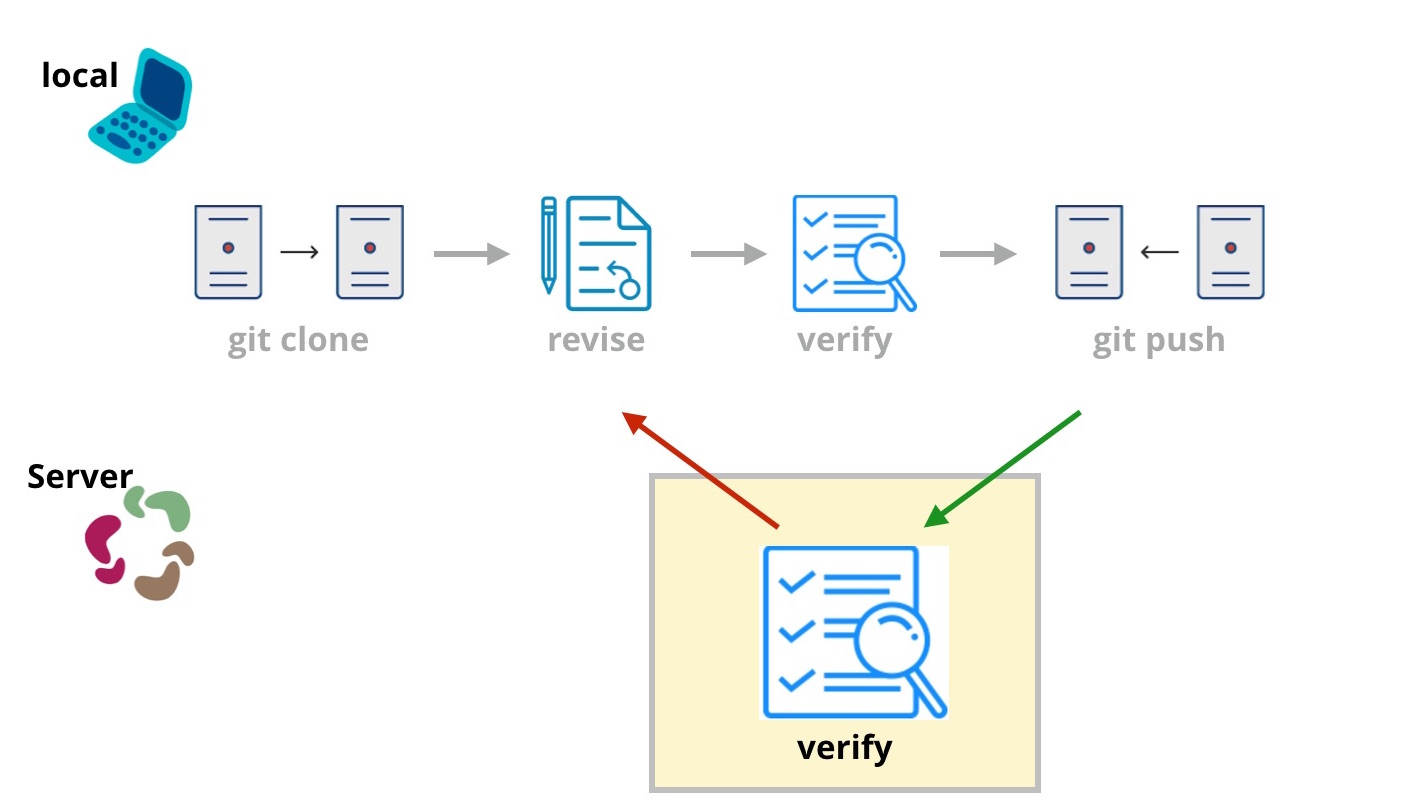 local
git clone
revise
verify
git push
Server
verify